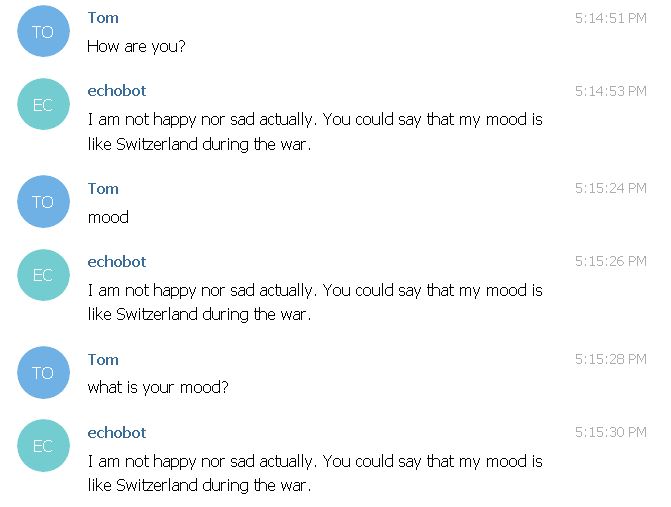 TO
Tom
5:14:51 PM
How are you?
EC
echobot
5:14:53 PM
I am not happy nor sad actually. You could say that my mood is
like Switzerland during the war.
TO
Tom
5:15:24 PM
mood
EC
echobot
5:15:26 PM
I am not happy nor sad actually. You could say that my mood is
like Switzerland during the war.
TO
Tom
5:15:28 PM
what is your mood?
EC
echobot
5:15:30 PM
I am not happy nor sad actually. You could say that my mood is
like Switzerland during the war.